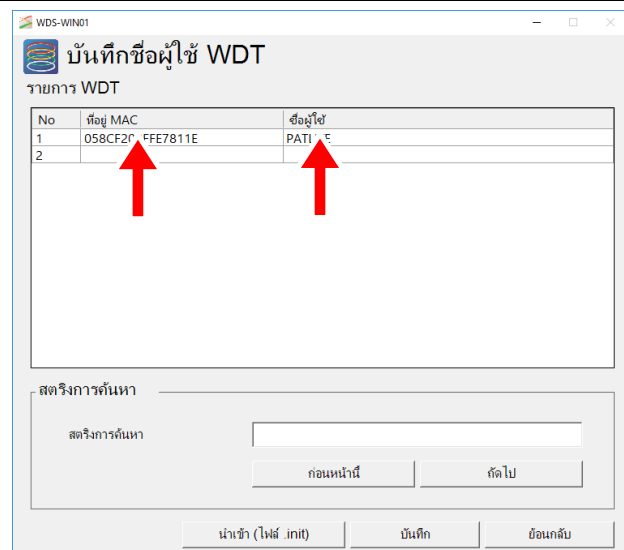 WDS-WIN01
บันทึกชื่อผู้ใช้ WDT
รายการ WDT
No ที่อยู่ MAC ชื่อผู้ใช้
1
2
สตริงการค้นหา
สตริงการค้นหา
ก่อนหน้านี้ ถัดไป
นำเข้า (ไฟล์ .init) บันทึก ย้อนกลับ